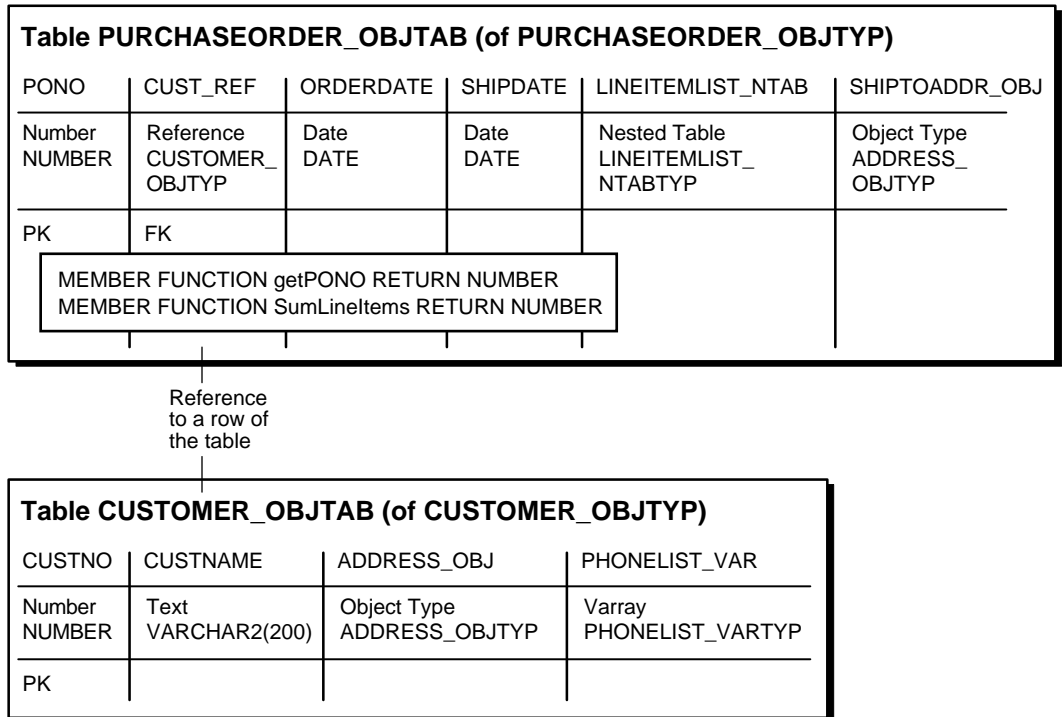 Table PURCHASEORDER_OBJTAB (of PURCHASEORDER_OBJTYP)
PONO CUST_REF ORDERDATE SHIPDATE LINEITEMLIST_NTAB SHIPTOADDR_OBJ
Number Reference Date Date Nested Table Object Type
NUMBER CUSTOMER_ DATE DATE LINEITEMLIST_ ADDRESS_
OBJTYP NTABTYP OBJTYP
PK FK
MEMBER FUNCTION getPONO RETURN NUMBER
MEMBER FUNCTION SumLineItems RETURN NUMBER
Reference
to a row of
the table
Table CUSTOMER_OBJTAB (of CUSTOMER_OBJTYP)
CUSTNO CUSTNAME ADDRESS_OBJ PHONELIST_VAR
Number Text Object Type Varray
NUMBER VARCHAR2(200) ADDRESS_OBJTYP PHONELIST_VARTYP
PK